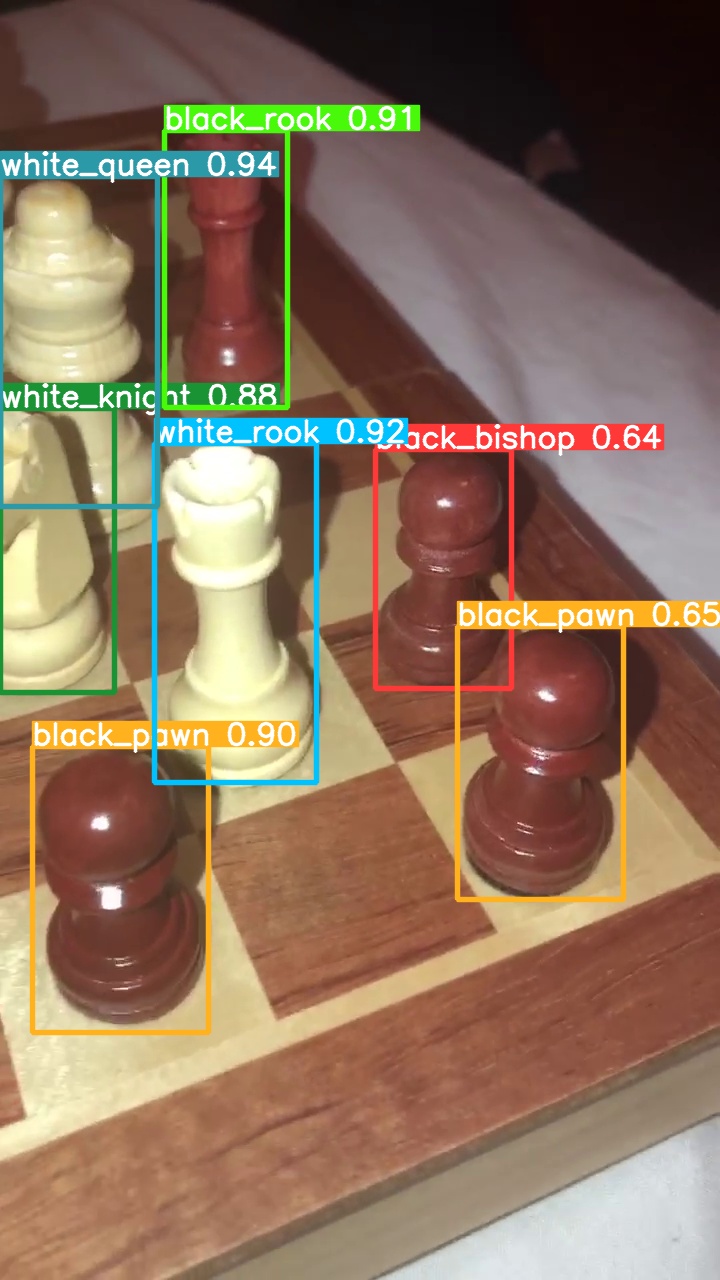 black_rook 0.91
white_queen 0.94
white_knight 0.88
white_rook 0.92
black_bishop 0.64
black_pawn 0.65
black_pawn 0.90